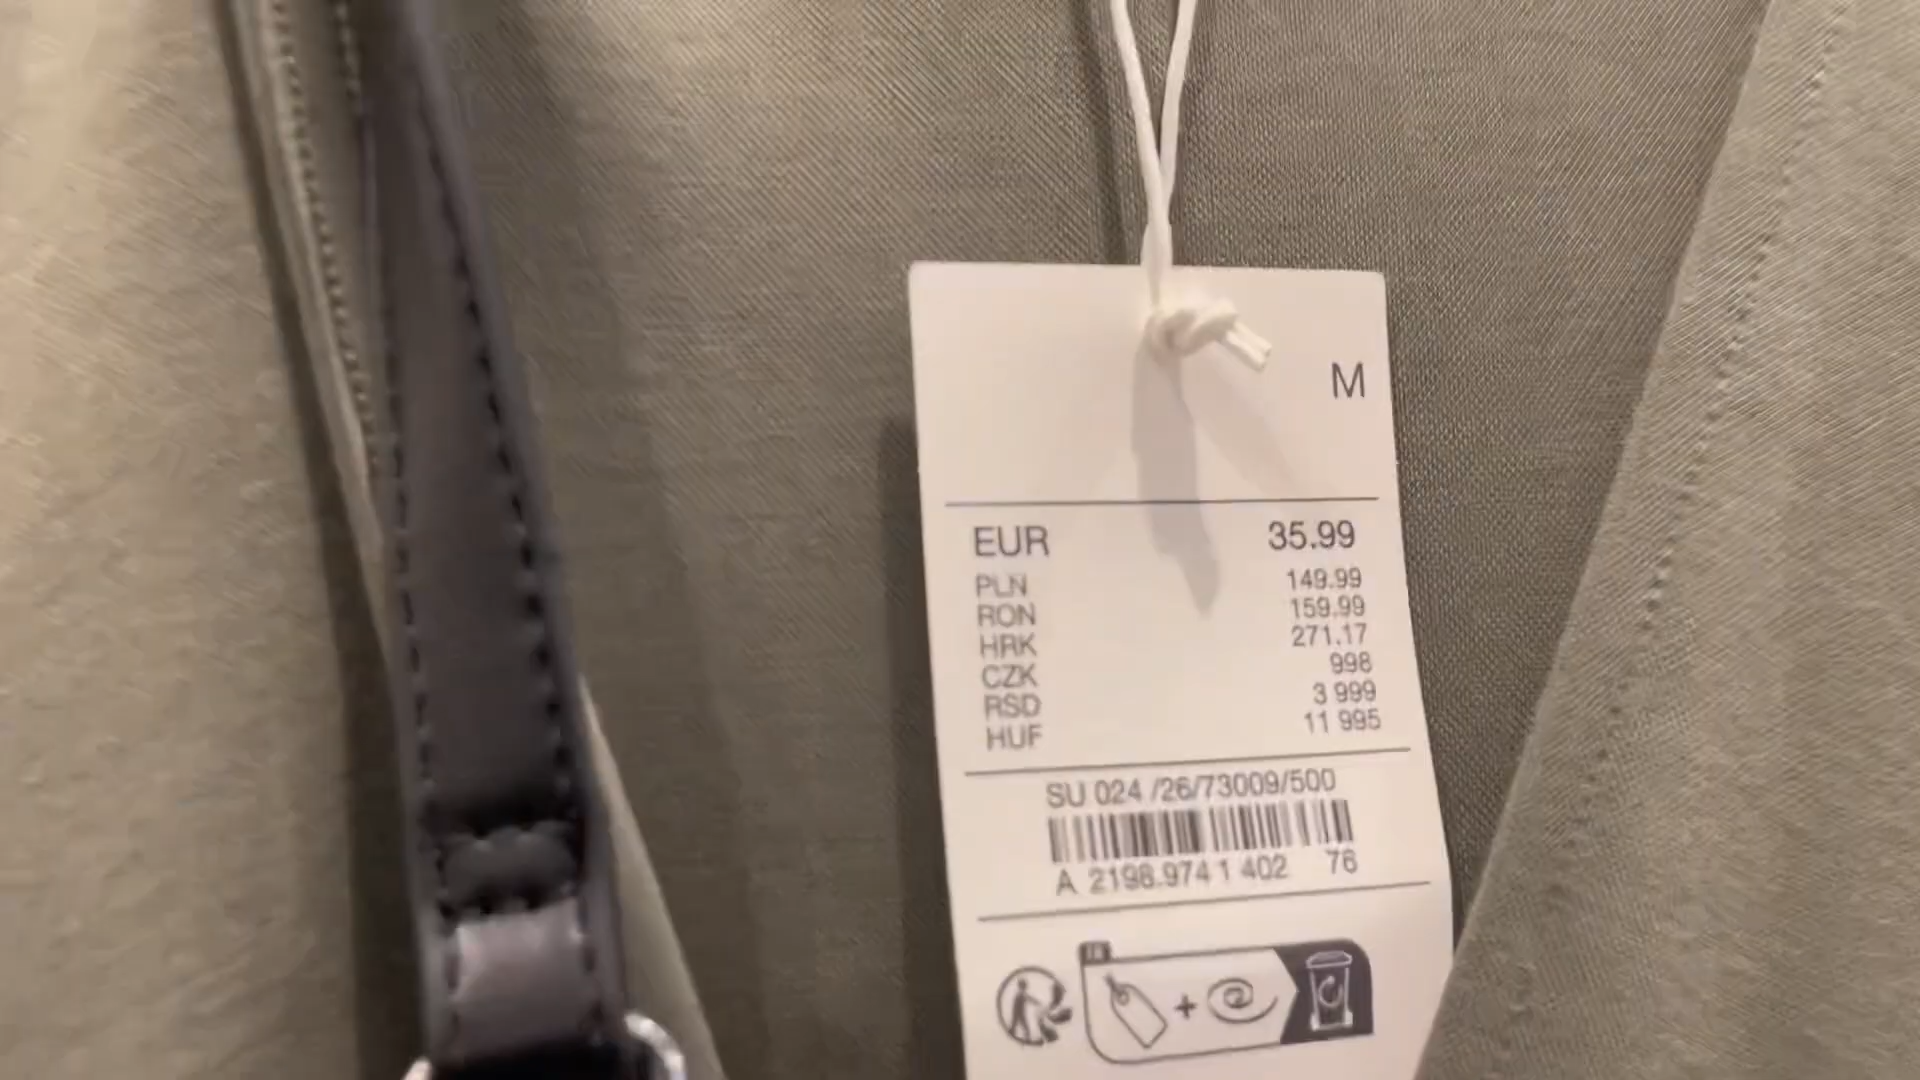 M
EUR 35.99
PLN 149.99
RON 159.99
HRK 271.17
CZK 998
RSD 3 999
HUF 11 995
SU 024 /26/73009/500
A 2198.974 1 402 76
+